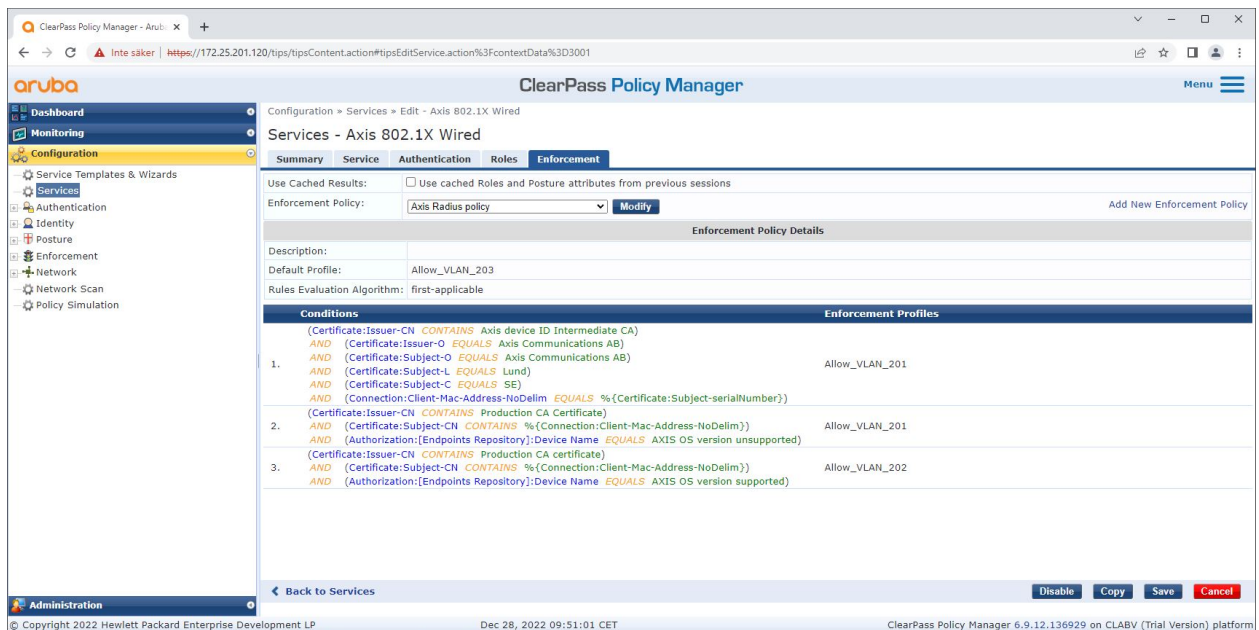 ClearPass Policy Manager - Arub
Inte säker | https://172.25.201.120/tips/tipsContent.action#tipsEditService.action%3FcontextData%3D3001
aruba
ClearPass Policy Manager
Menu
Dashboard
Monitoring
Configuration
Service Templates & Wizards
Services
Authentication
Identity
Posture
Enforcement
Network
Network Scan
Policy Simulation
Administration
Configuration » Services » Edit - Axis 802.1X Wired
Services - Axis 802.1X Wired
Summary Service Authentication Roles Enforcement
Use Cached Results: Use cached Roles and Posture attributes from previous sessions
Enforcement Policy: Axis Radius policy Modify Add New Enforcement Policy
Enforcement Policy Details
Description:
Default Profile: Allow_VLAN_203
Rules Evaluation Algorithm: first-applicable
Conditions Enforcement Profiles
(Certificate:Issuer-CN CONTAINS Axis device ID Intermediate CA)
AND (Certificate:Issuer-O EQUALS Axis Communications AB)
AND (Certificate:Subject-O EQUALS Axis Communications AB)
1. AND (Certificate:Subject-L EQUALS Lund) Allow_VLAN_201
AND (Certificate:Subject-C EQUALS SE)
AND (Connection:Client-Mac-Address-NoDelim EQUALS %{Certificate:Subject-serialNumber})
(Certificate:Issuer-CN CONTAINS Production CA Certificate)
2. AND (Certificate:Subject-CN CONTAINS %{Connection:Client-Mac-Address-NoDelim}) Allow_VLAN_201
AND (Authorization:[Endpoints Repository]:Device Name EQUALS AXIS OS version unsupported)
(Certificate:Issuer-CN CONTAINS Production CA certificate)
3. AND (Certificate:Subject-CN CONTAINS %{Connection:Client-Mac-Address-NoDelim}) Allow_VLAN_202
AND (Authorization:[Endpoints Repository]:Device Name EQUALS AXIS OS version supported)
Back to Services Disable Copy Save Cancel
© Copyright 2022 Hewlett Packard Enterprise Development LP Dec 28, 2022 09:51:01 CET ClearPass Policy Manager 6.9.12.136929 on CLABV (Trial Version) platform